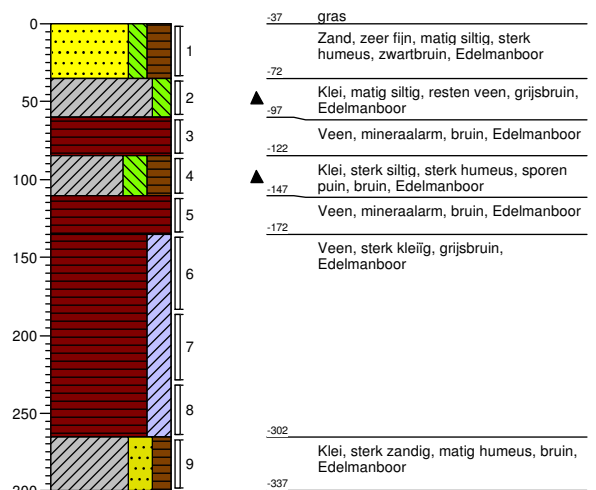 0
50
100
150
200
250
300
1
2
3
4
5
6
7
8
9
-37 gras
Zand, zeer fijn, matig siltig, sterk
humeus, zwartbruin, Edelmanboor
-72
Klei, matig siltig, resten veen, grijsbruin,
Edelmanboor
-97
Veen, mineraalarm, bruin, Edelmanboor
-122
Klei, sterk siltig, sterk humeus, sporen
puin, bruin, Edelmanboor
-147
Veen, mineraalarm, bruin, Edelmanboor
-172
Veen, sterk kleiïg, grijsbruin,
Edelmanboor
-302
Klei, sterk zandig, matig humeus, bruin,
Edelmanboor
-337